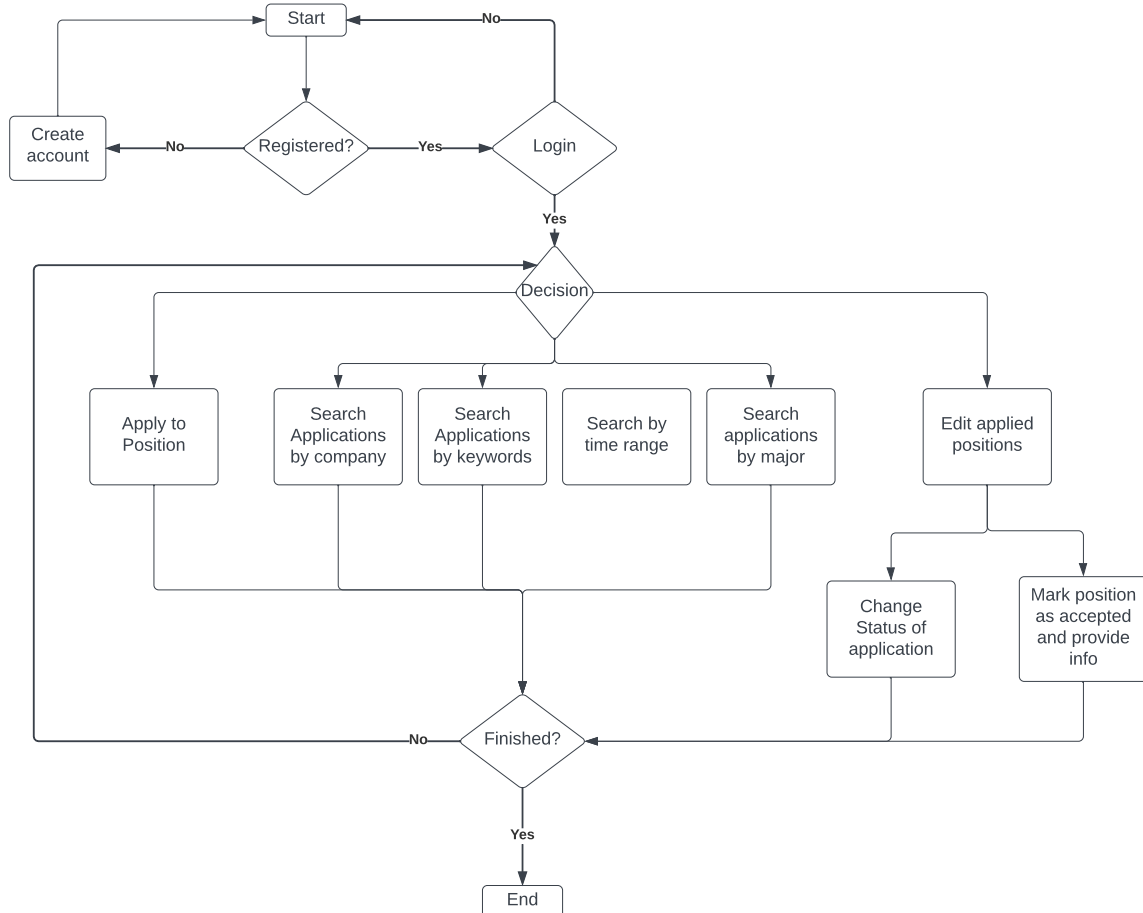 Start
No
Create
account
No
Registered?
Yes
Login
Yes
Decision
Apply to
Position
Search
Applications
by company
Search
Applications
by keywords
Search by
time range
Search
applications
by major
Edit applied
positions
Change
Status of
application
Mark position
as accepted
and provide
info
No
Finished?
Yes
End